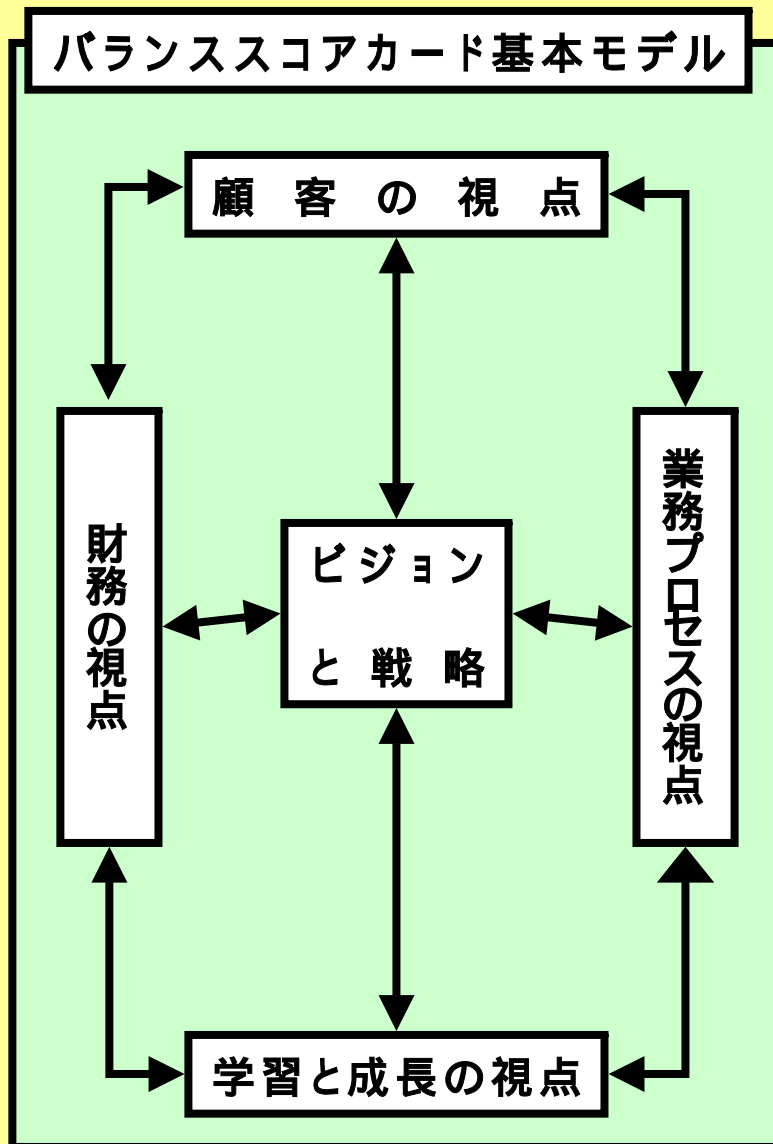 バランススコアカード基本モデル
顧客の視点
財務の視点
ビジョン
と戦略
業務プロセスの視点
学習と成長の視点